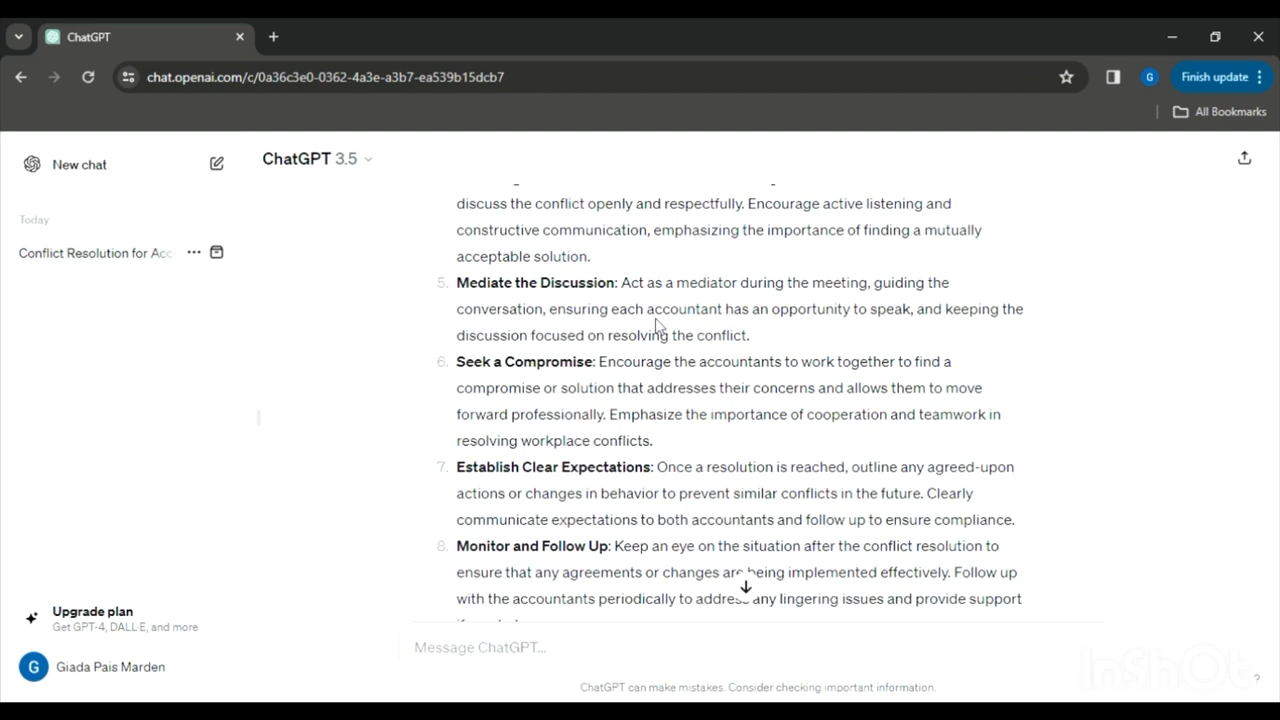 ChatGPT
chat.openai.com/c/0a36c3e0-0362-4a3e-a3b7-ea539b15dcb7
G
Finish update
All Bookmarks
New chat
ChatGPT 3.5
Today
Conflict Resolution for Acc
discuss the conflict openly and respectfully. Encourage active listening and
constructive communication, emphasizing the importance of finding a mutually
acceptable solution.
5. Mediate the Discussion: Act as a mediator during the meeting, guiding the
conversation, ensuring each accountant has an opportunity to speak, and keeping the
discussion focused on resolving the conflict.
6. Seek a Compromise: Encourage the accountants to work together to find a
compromise or solution that addresses their concerns and allows them to move
forward professionally. Emphasize the importance of cooperation and teamwork in
resolving workplace conflicts.
7. Establish Clear Expectations: Once a resolution is reached, outline any agreed-upon
actions or changes in behavior to prevent similar conflicts in the future. Clearly
communicate expectations to both accountants and follow up to ensure compliance.
8. Monitor and Follow Up: Keep an eye on the situation after the conflict resolution to
ensure that any agreements or changes are being implemented effectively. Follow up
with the accountants periodically to address any lingering issues and provide support
Upgrade plan
Get GPT-4, DALL·E, and more
G
Giada Pais Marden
Message ChatGPT...
ChatGPT can make mistakes. Consider checking important information.
?
InShOt